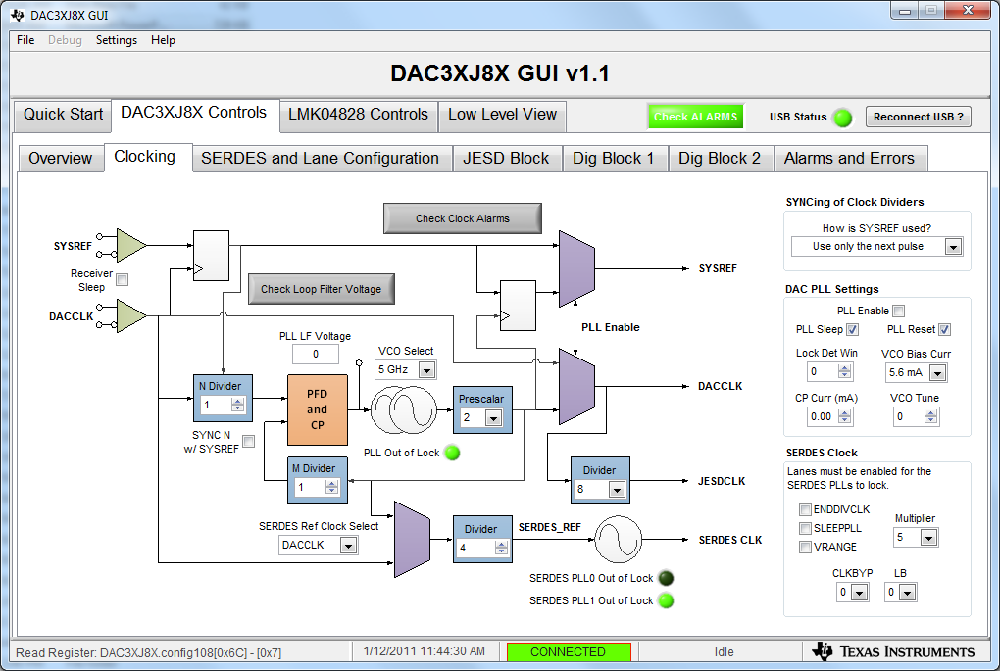 DAC3XJ8X GUI
File Debug Settings Help
DAC3XJ8X GUI v1.1
Quick Start DAC3XJ8X Controls LMK04828 Controls Low Level View
Check ALARMS
USB Status
Reconnect USB ?
Overview Clocking SERDES and Lane Configuration JESD Block Dig Block 1 Dig Block 2 Alarms and Errors
Check Clock Alarms
SYSREF
Receiver
Sleep
DACCLK
Check Loop Filter Voltage
PLL LF Voltage
0
VCO Select
5 GHz
N Divider
1
SYNC N
w/ SYSREF
PFD
and
CP
Prescalar
2
PLL Out of Lock
M Divider
1
SERDES Ref Clock Select
DACCLK
Divider
4
SERDES_REF
SERDES PLL0 Out of Lock
SERDES PLL1 Out of Lock
PLL Enable
Divider
8
SYSREF
DACCLK
JESDCLK
SERDES CLK
SYNCing of Clock Dividers
How is SYSREF used?
Use only the next pulse
DAC PLL Settings
PLL Enable
PLL Sleep PLL Reset
Lock Det Win VCO Bias Curr
0 5.6 mA
CP Curr (mA) VCO Tune
0.00 0
SERDES Clock
Lanes must be enabled for the
SERDES PLLs to lock.
ENDDIVCLK
SLEEPPLL
VRANGE
Multiplier
5
CLKBYP LB
0 0
Read Register: DAC3XJ8X.config108[0x6C] - [0x7]
1/12/2011 11:44:30 AM
CONNECTED
Idle
TEXAS INSTRUMENTS